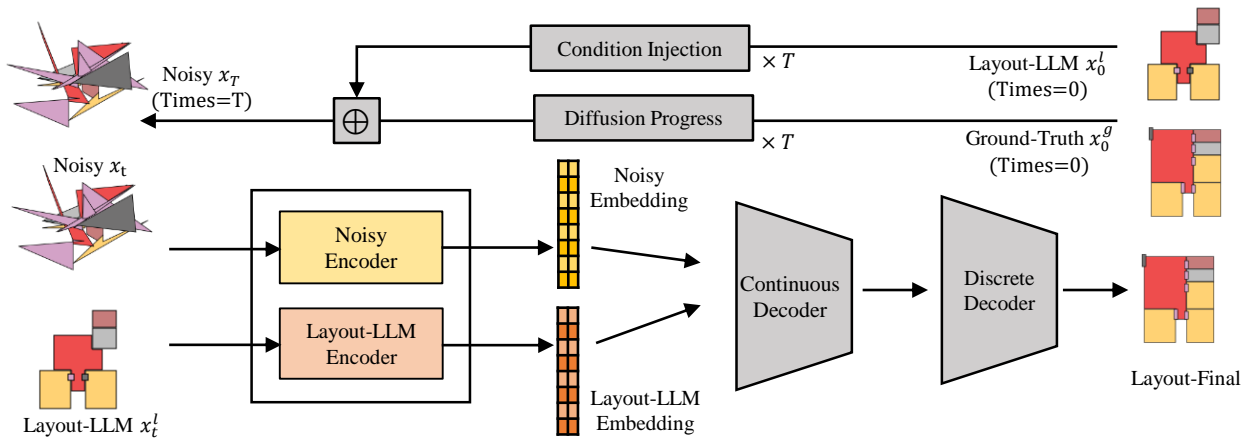 Condition Injection
× T
Layout-LLM x_0^l
(Times=0)
Noisy x_T
(Times=T)
⊕
Diffusion Progress
× T
Ground-Truth x_0^g
(Times=0)
Noisy x_t
Noisy
Encoder
Noisy
Embedding
Continuous
Decoder
Discrete
Decoder
Layout-LLM
Encoder
Layout-LLM
Embedding
Layout-LLM x_t^l
Layout-Final